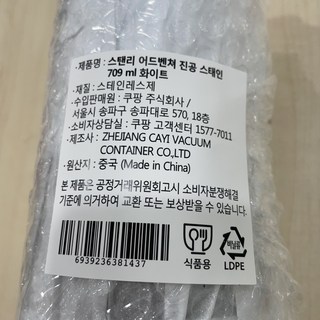 · 제품명 : 스탠리 어드벤쳐 진공 스태인
709 ml 화이트
· 재질 : 스테인레스제
· 수입판매원 : 쿠팡 주식회사 /
서울시 송파구 송파대로 570, 18층
· 소비자상담실 : 쿠팡 고객센터 1577-7011
· 제조사 : ZHEJIANG CAYI VACUUM
CONTAINER CO.,LTD
· 원산지 : 중국 (Made in China)
본 제품은 공정거래위원회고시 소비자분쟁해결
기준에 의거하여 교환 또는 보상받을 수 있습니다.
6939236381437
식품용
비닐류
LDPE